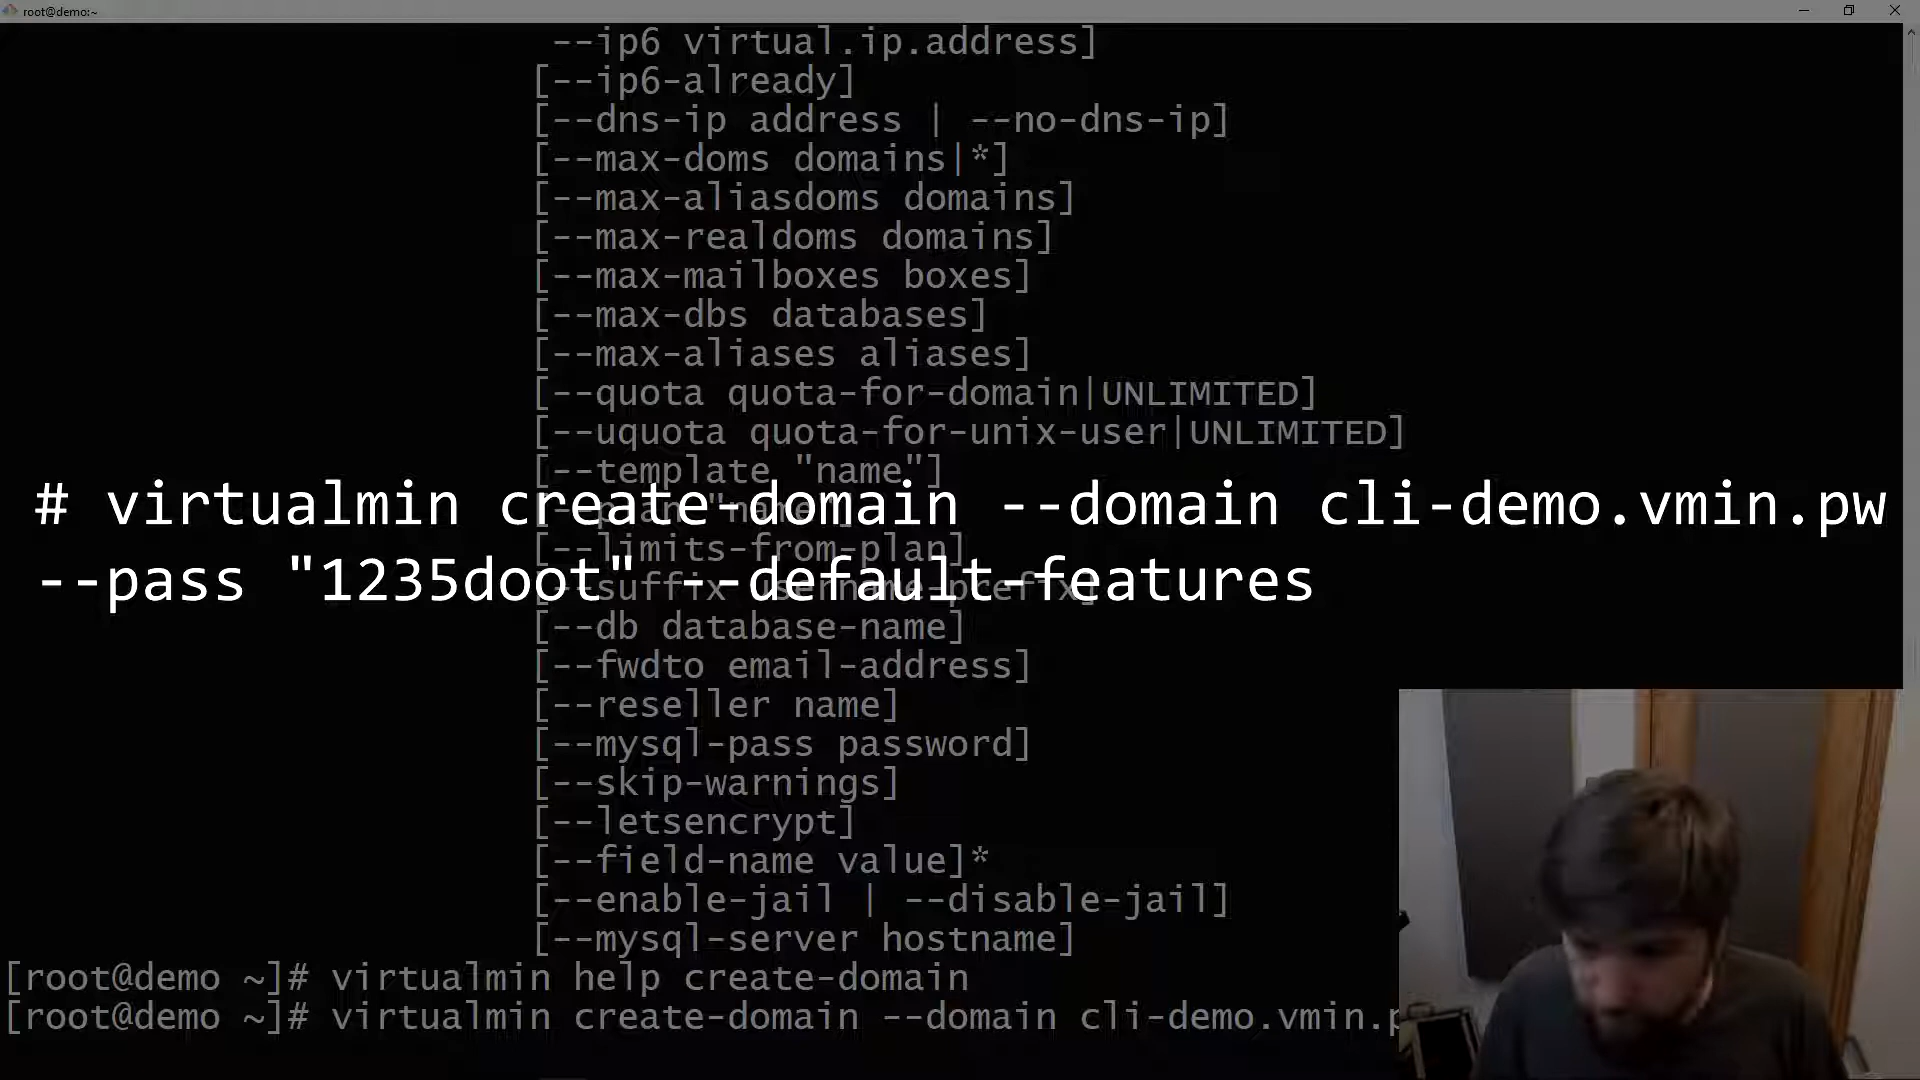 root@demo:~
--ip6 virtual.ip.address]
[--ip6-already]
[--dns-ip address | --no-dns-ip]
[--max-doms domains|*]
[--max-aliasdoms domains]
[--max-realdoms domains]
[--max-mailboxes boxes]
[--max-dbs databases]
[--max-aliases aliases]
[--quota quota-for-domain|UNLIMITED]
[--uquota quota-for-unix-user|UNLIMITED]
[--template "name"]
# virtualmin create-domain --domain cli-demo.vmin.pw
[--plan "name"]
[--limits-from-plan]
--pass "1235doot" --default-features
[--suffix username-prefix]
[--db database-name]
[--fwdto email-address]
[--reseller name]
[--mysql-pass password]
[--skip-warnings]
[--letsencrypt]
[--field-name value]*
[--enable-jail | --disable-jail]
[--mysql-server hostname]
[root@demo ~]# virtualmin help create-domain
[root@demo ~]# virtualmin create-domain --domain cli-demo.vmin.p